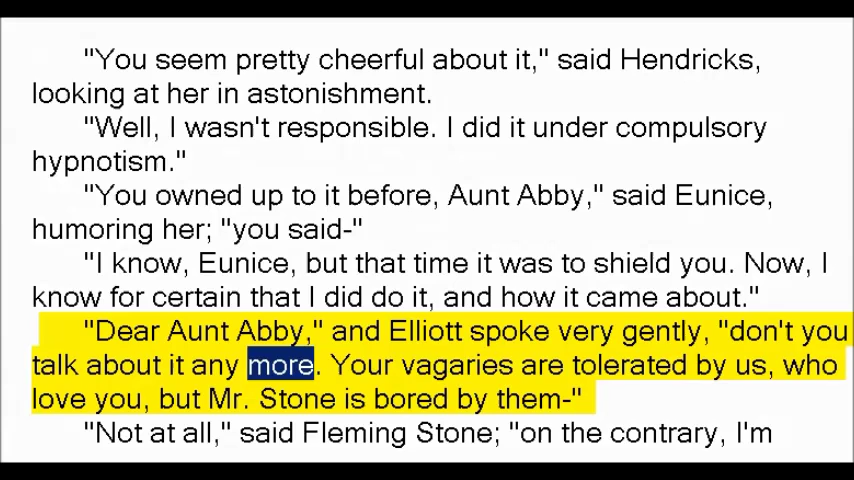 "You seem pretty cheerful about it," said Hendricks,
looking at her in astonishment.
"Well, I wasn't responsible. I did it under compulsory
hypnotism."
"You owned up to it before, Aunt Abby," said Eunice,
humoring her; "you said-"
"I know, Eunice, but that time it was to shield you. Now, I
know for certain that I did do it, and how it came about."
"Dear Aunt Abby," and Elliott spoke very gently, "don't you
talk about it any more. Your vagaries are tolerated by us, who
love you, but Mr. Stone is bored by them-"
"Not at all," said Fleming Stone; "on the contrary, I'm